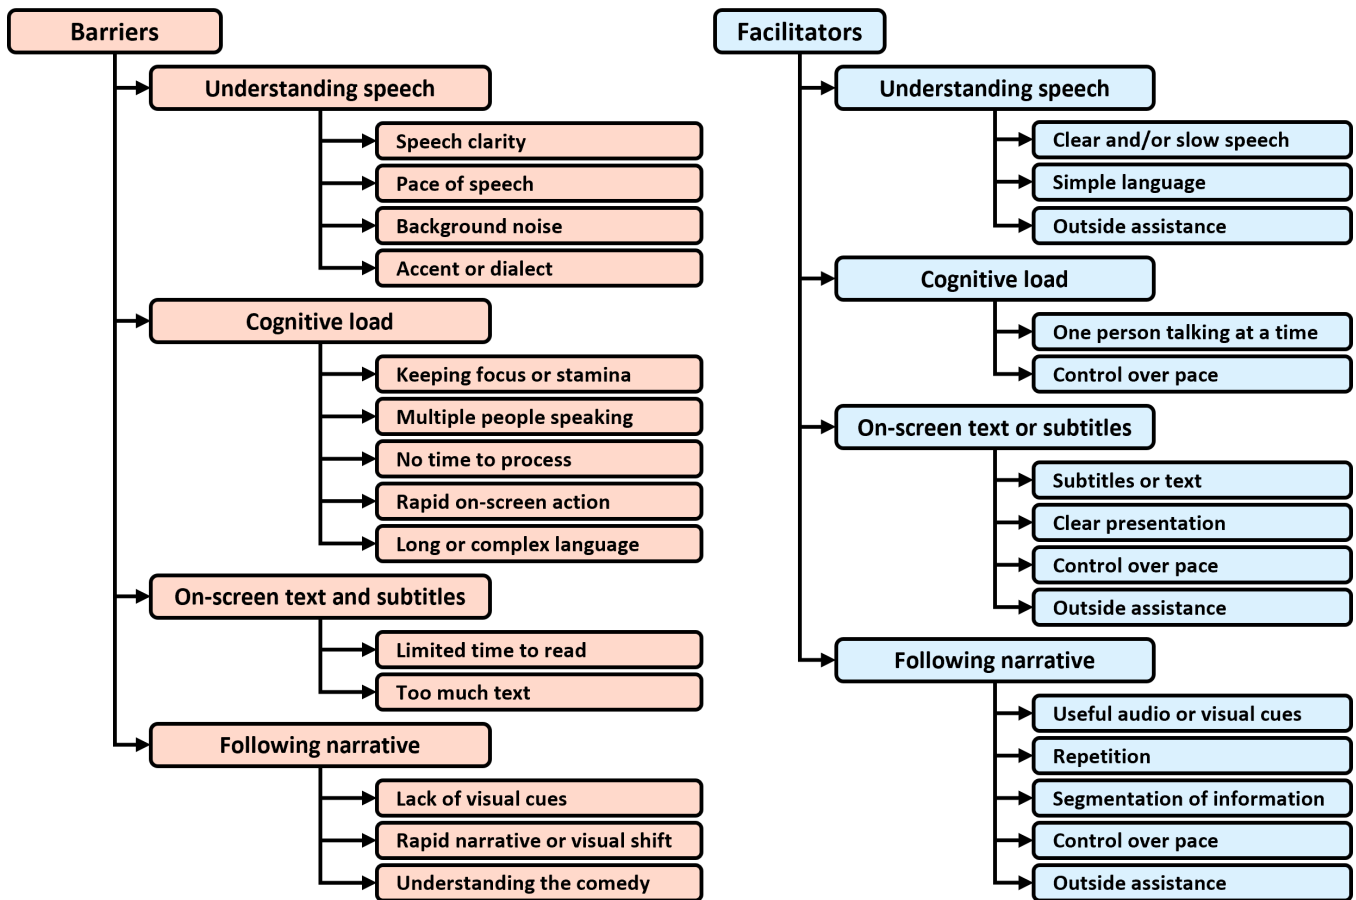 Barriers
Understanding speech
Speech clarity
Pace of speech
Background noise
Accent or dialect
Cognitive load
Keeping focus or stamina
Multiple people speaking
No time to process
Rapid on-screen action
Long or complex language
On-screen text and subtitles
Limited time to read
Too much text
Following narrative
Lack of visual cues
Rapid narrative or visual shift
Understanding the comedy
Facilitators
Understanding speech
Clear and/or slow speech
Simple language
Outside assistance
Cognitive load
One person talking at a time
Control over pace
On-screen text or subtitles
Subtitles or text
Clear presentation
Control over pace
Outside assistance
Following narrative
Useful audio or visual cues
Repetition
Segmentation of information
Control over pace
Outside assistance